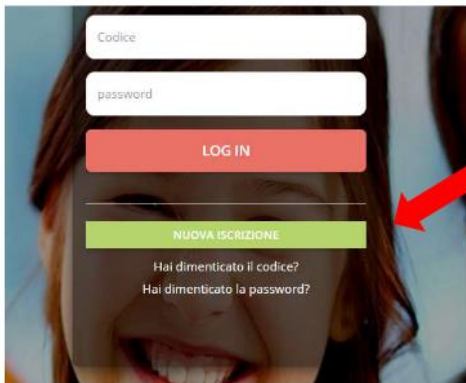 Codice
password
LOG IN
NUOVA ISCRIZIONE
Hai dimenticato il codice?
Hai dimenticato la password?